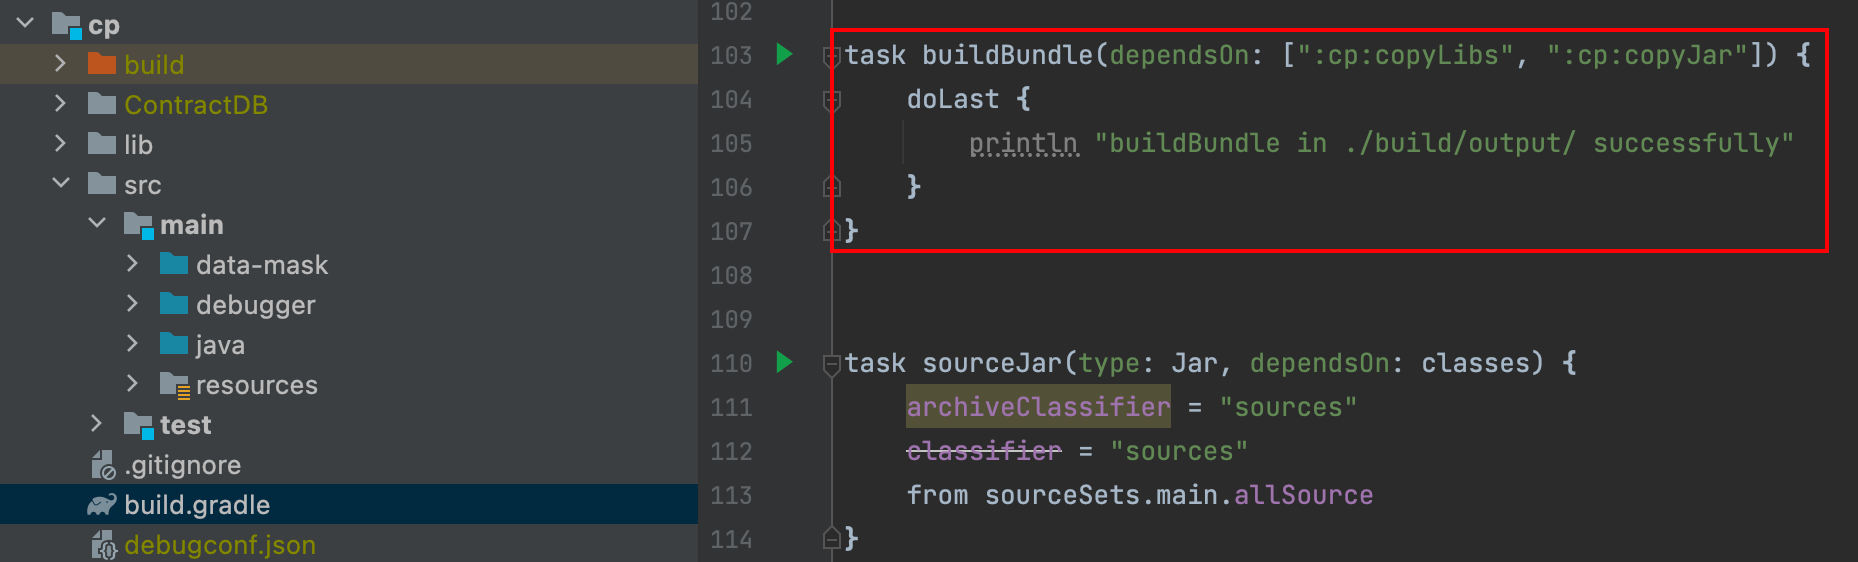 cp
build
ContractDB
lib
src
main
data-mask
debugger
java
resources
test
.gitignore
build.gradle
debugconf.json
102
103 task buildBundle(dependsOn: [":cp:copyLibs", ":cp:copyJar"]) {
104 doLast {
105 println "buildBundle in ./build/output/ successfully"
106 }
107 }
108
109
110 task sourceJar(type: Jar, dependsOn: classes) {
111 archiveClassifier = "sources"
112 classifier = "sources"
113 from sourceSets.main.allSource
114 }